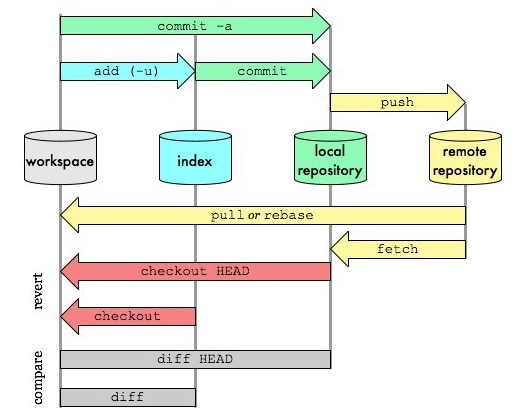 commit -a
add (-u)
commit
push
workspace
index
local
repository
remote
repository
pull or rebase
fetch
revert
checkout HEAD
checkout
compare
diff HEAD
diff